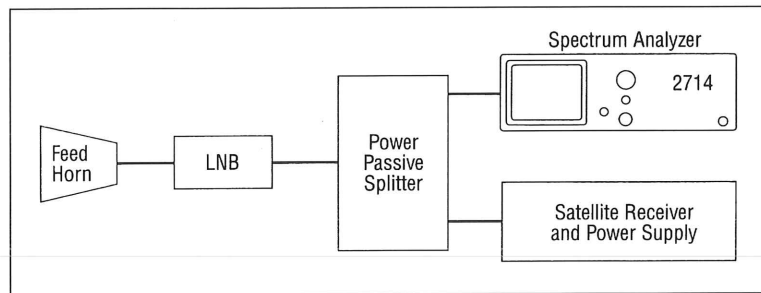 Spectrum Analyzer
2714
Feed
Horn
LNB
Power
Passive
Splitter
Satellite Receiver
and Power Supply